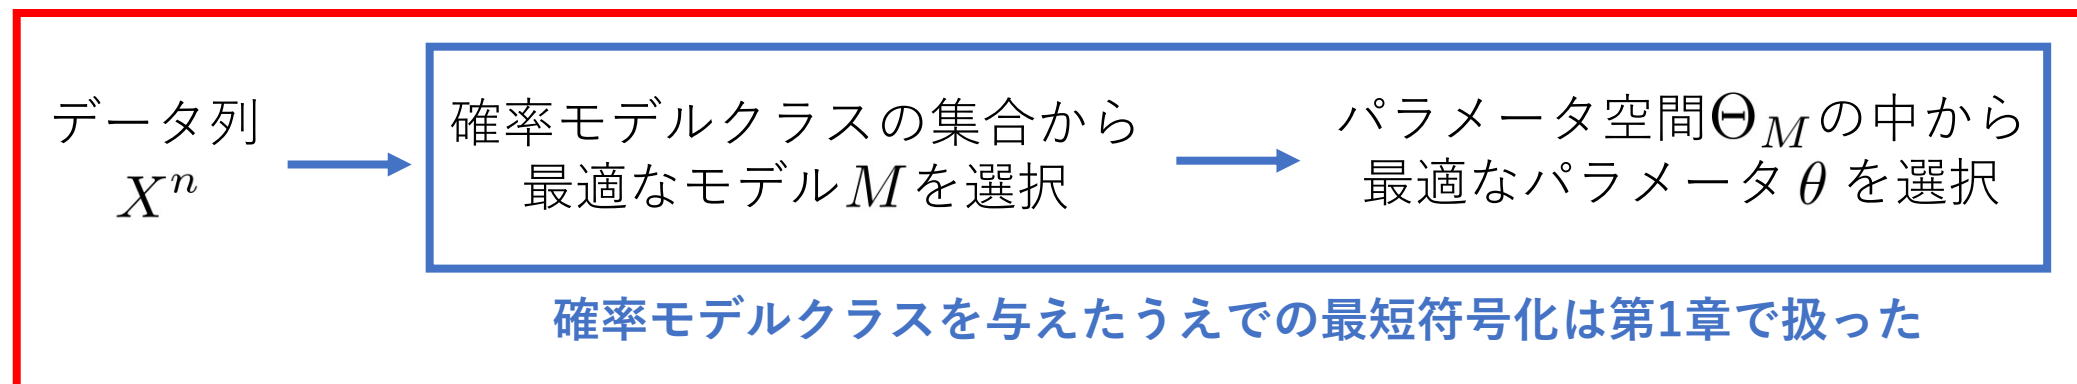 データ列
X^n
確率モデルクラスの集合から
最適なモデルMを選択
パラメータ空間Θ_Mの中から
最適なパラメータθを選択
確率モデルクラスを与えたうえでの最短符号化は第1章で扱った